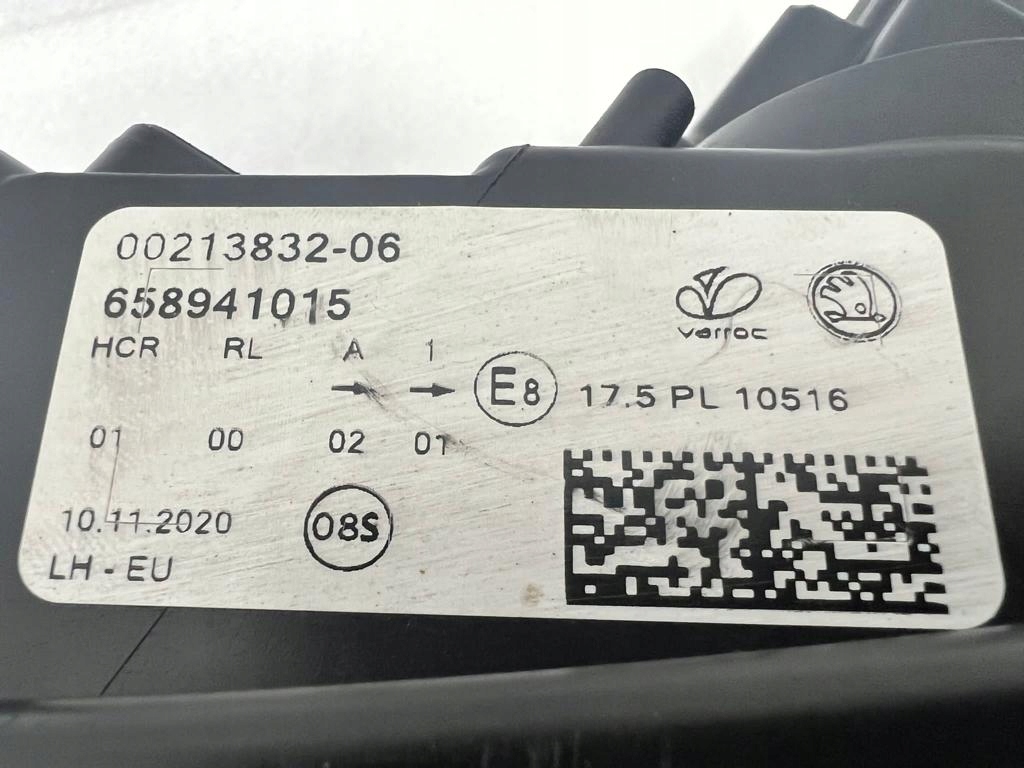 00213832-06
658941015
varroc
HCR RL A 1
E8 17.5 PL 10516
01 00 02 01
10.11.2020 08S
LH - EU